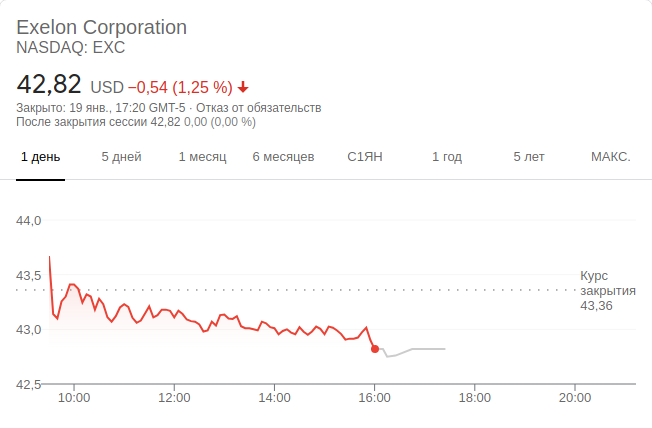 Exelon Corporation
NASDAQ: EXC
42,82 USD −0,54 (1,25 %)
Закрыто: 19 янв., 17:20 GMT-5 · Отказ от обязательств
После закрытия сессии 42,82 0,00 (0,00 %)
1 день 5 дней 1 месяц 6 месяцев С1ЯН 1 год 5 лет МАКС.
44,0
43,5
Курс
закрытия
43,36
43,0
42,5
10:00 12:00 14:00 16:00 18:00 20:00